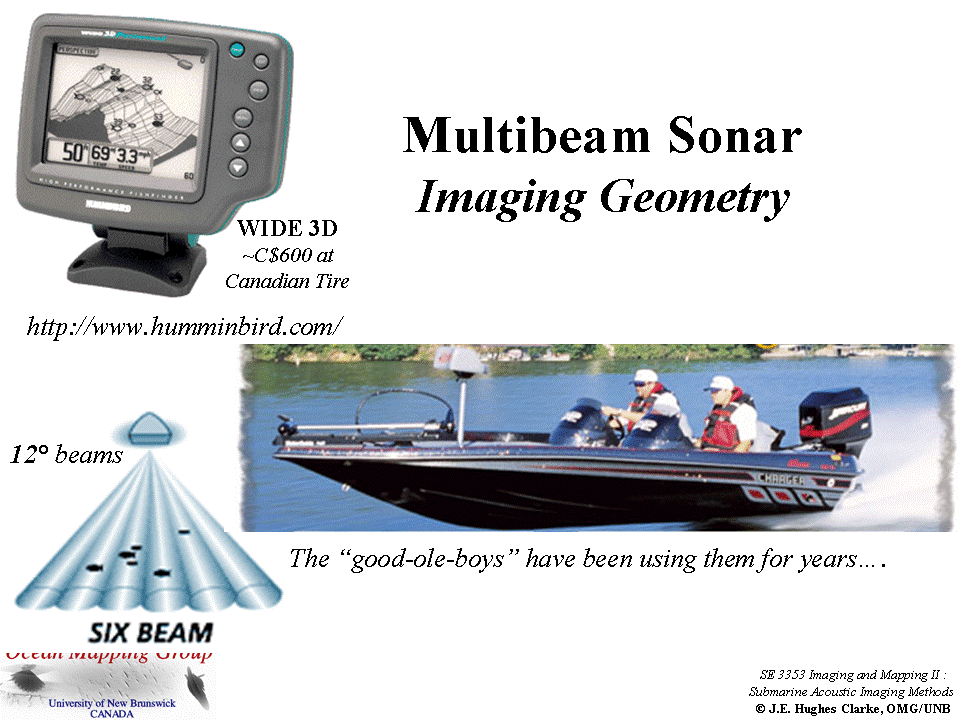 WIDE 3D
PERSPECTIVE
50 69 3.3 mph
TEMP SPEED
60
HIGH PERFORMANCE FISHFINDER
HUMMINBIRD
Multibeam Sonar
Imaging Geometry
WIDE 3D
~C$600 at
Canadian Tire
http://www.humminbird.com/
12° beams
MERCURY
CHARGER
The “good-ole-boys” have been using them for years….
SIX BEAM
Ocean Mapping Group
University of New Brunswick
CANADA
SE 3353 Imaging and Mapping II :
Submarine Acoustic Imaging Methods
© J.E. Hughes Clarke, OMG/UNB